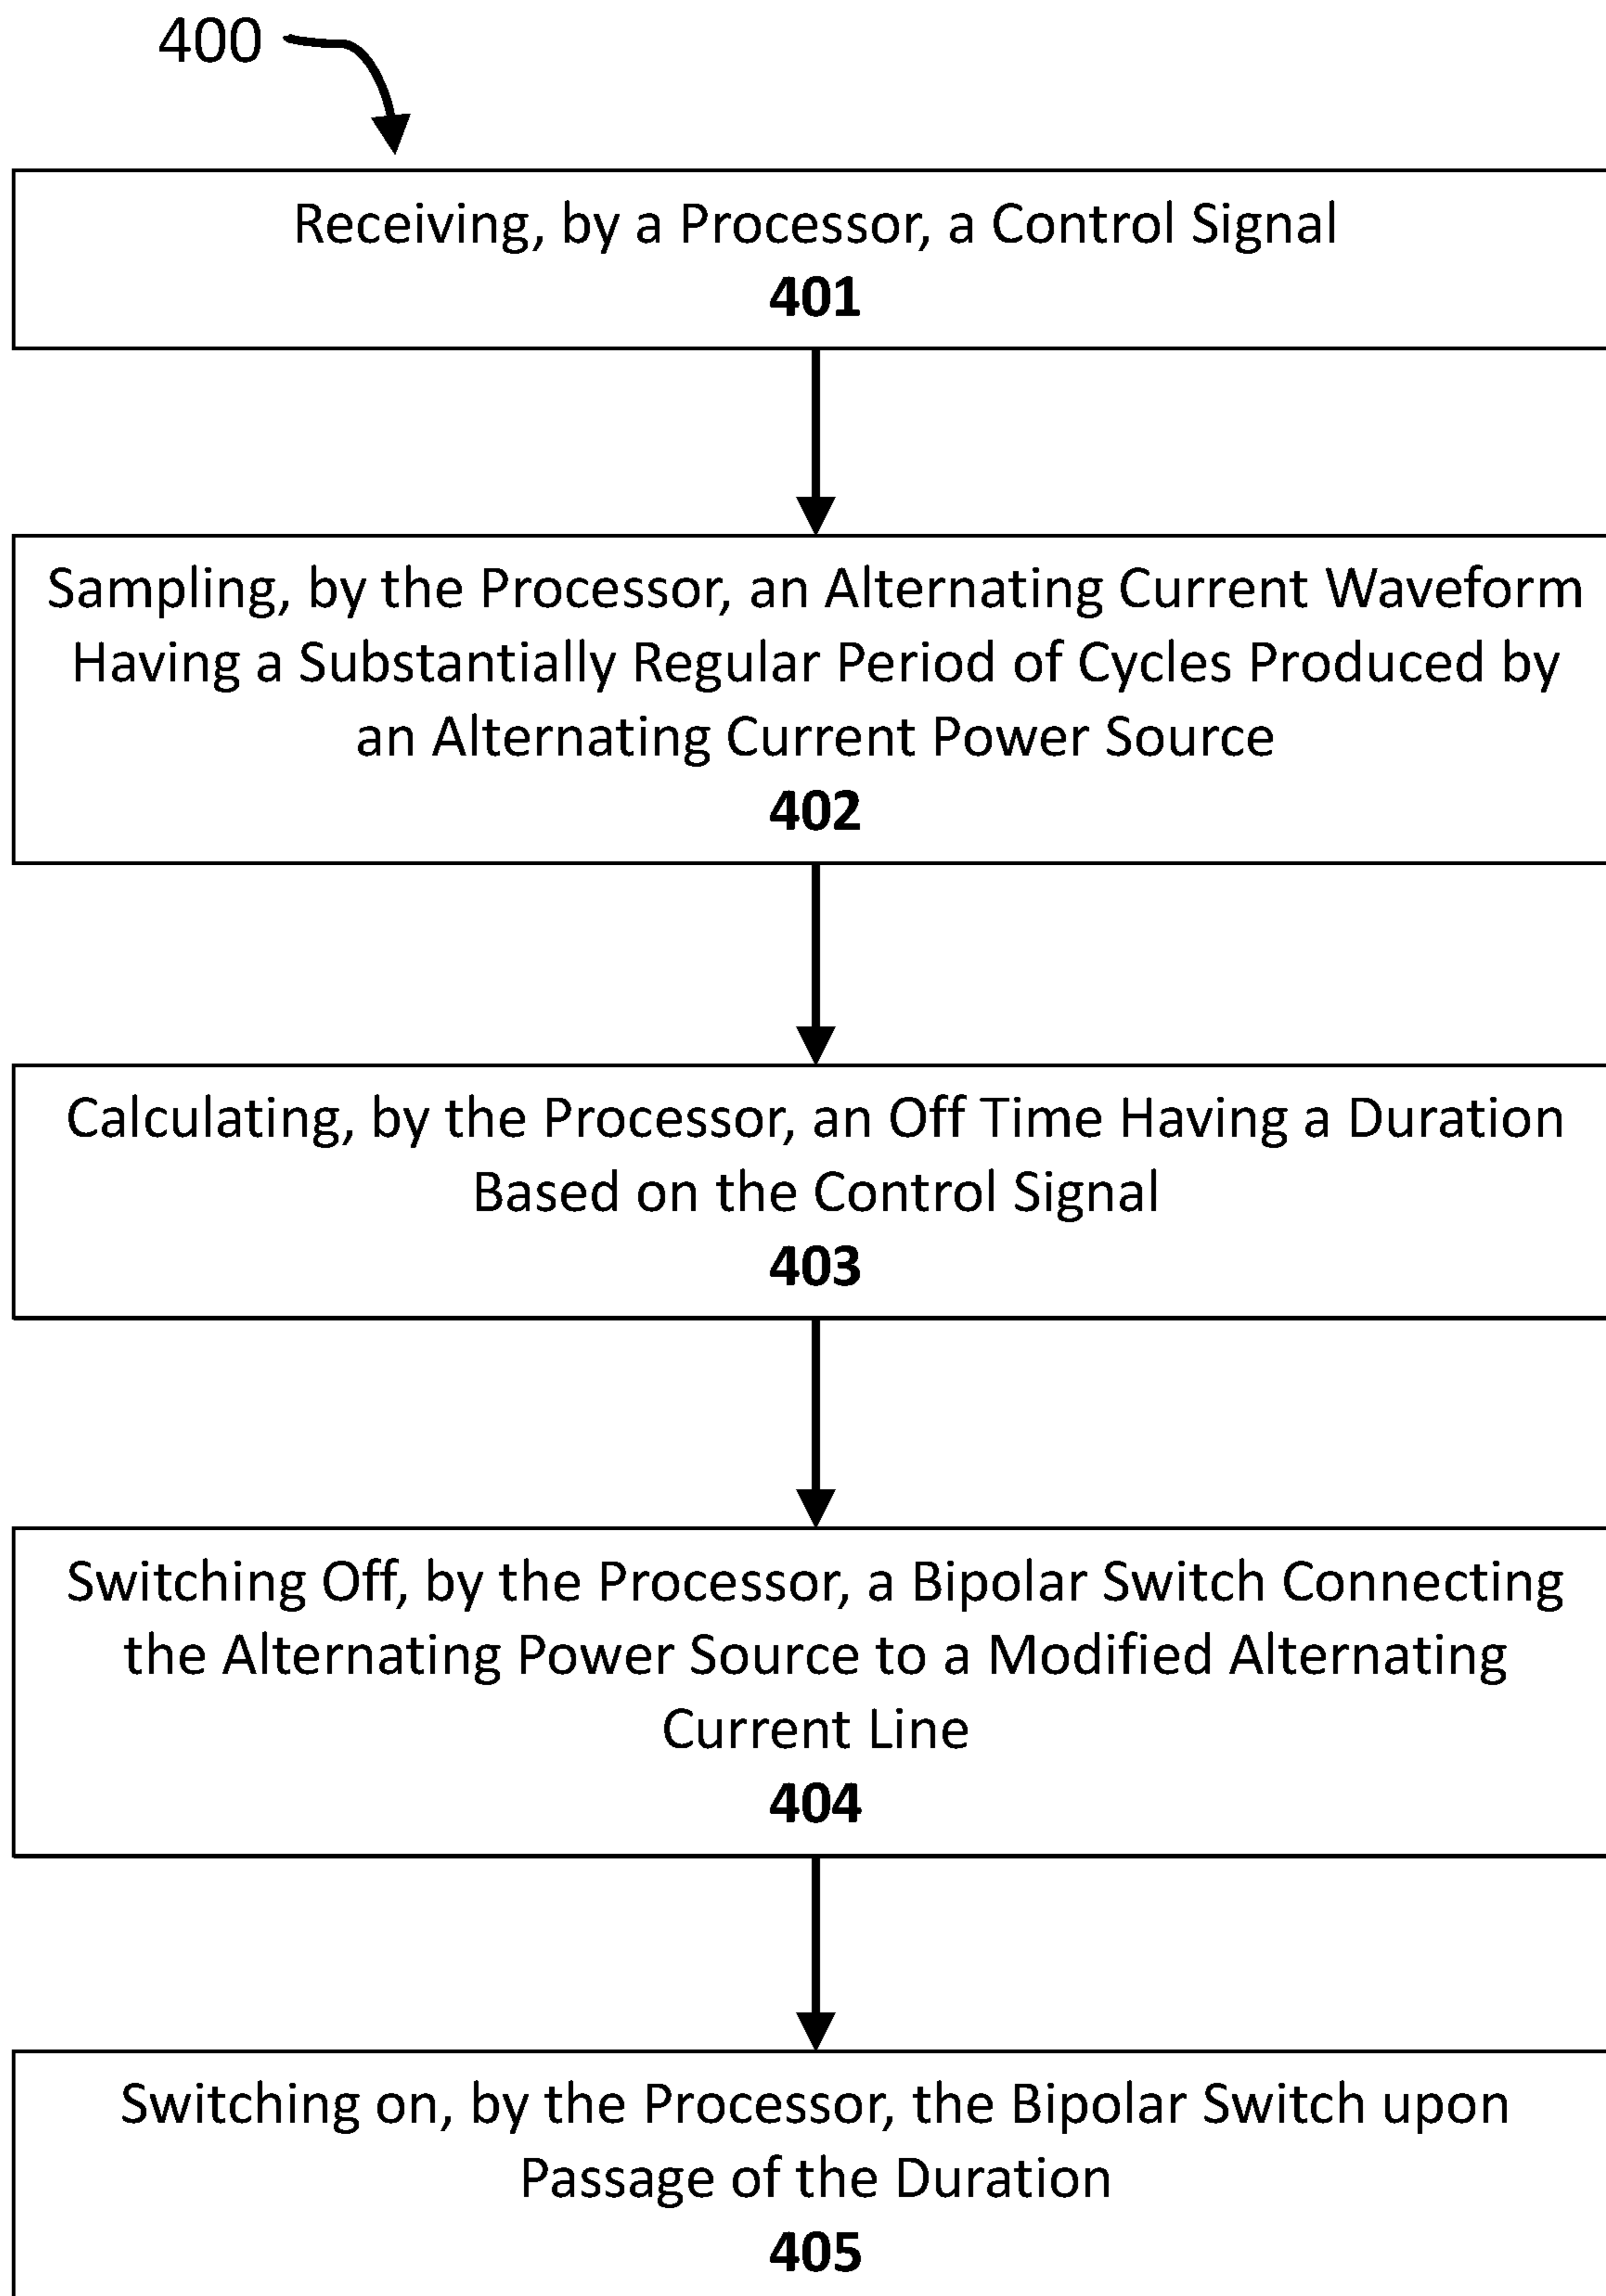 400
Receiving, by a Processor, a Control Signal
401
Sampling, by the Processor, an Alternating Current Waveform
Having a Substantially Regular Period of Cycles Produced by
an Alternating Current Power Source
402
Calculating, by the Processor, an Off Time Having a Duration
Based on the Control Signal
403
Switching Off, by the Processor, a Bipolar Switch Connecting
the Alternating Power Source to a Modified Alternating
Current Line
404
Switching on, by the Processor, the Bipolar Switch upon
Passage of the Duration
405